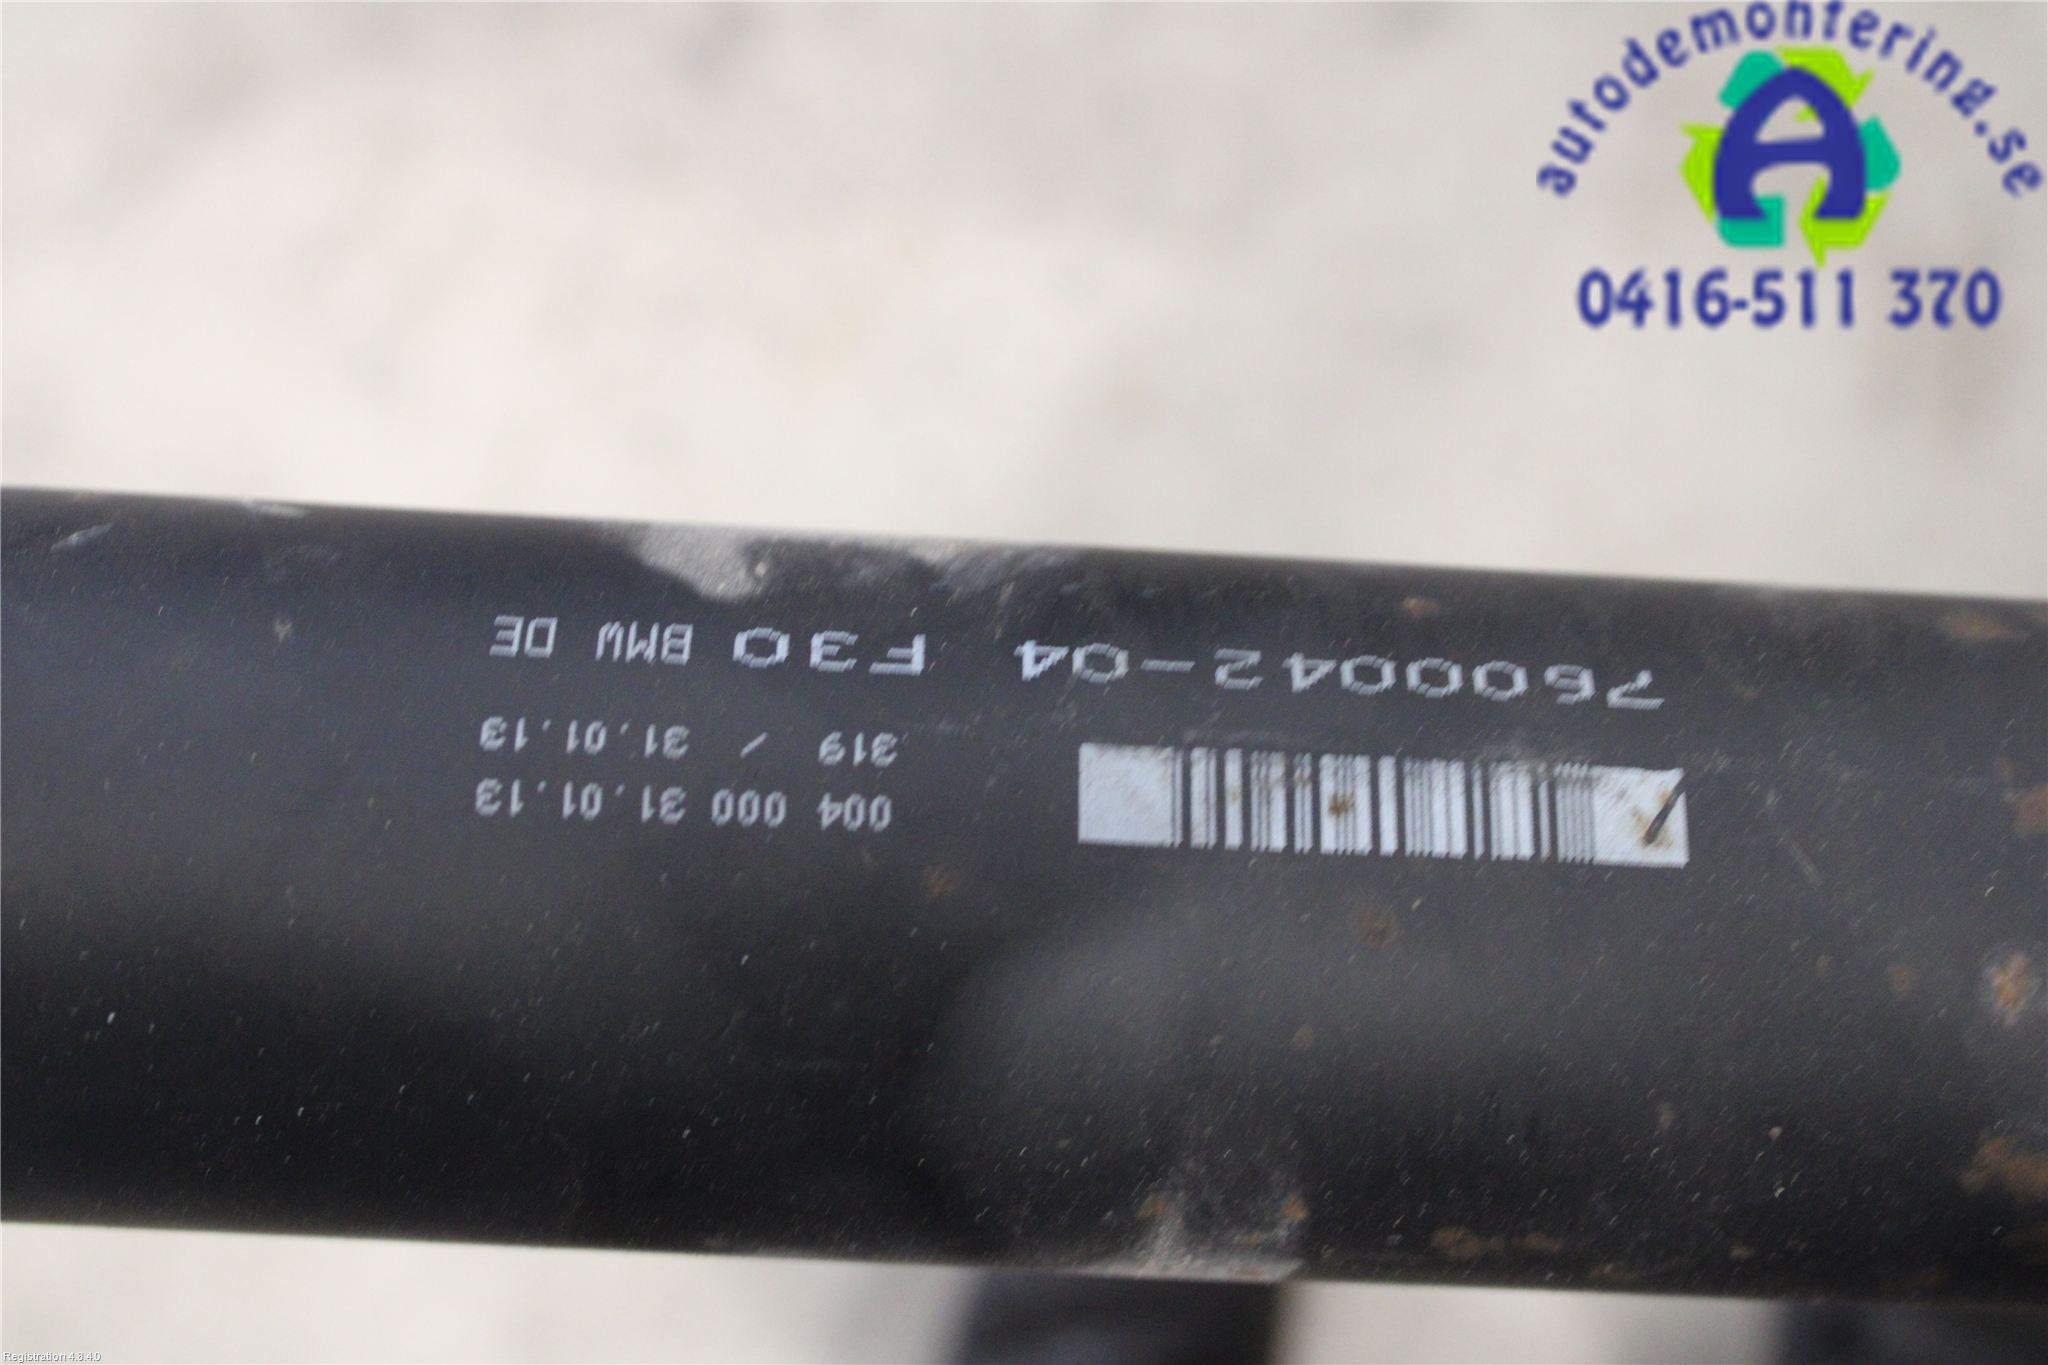 autodemontering.se
A
0416-511 370
7600042-04 F30 BMW DE
319 / 31.01.13
004 000 31.01.13
Registration 4.8.4.0